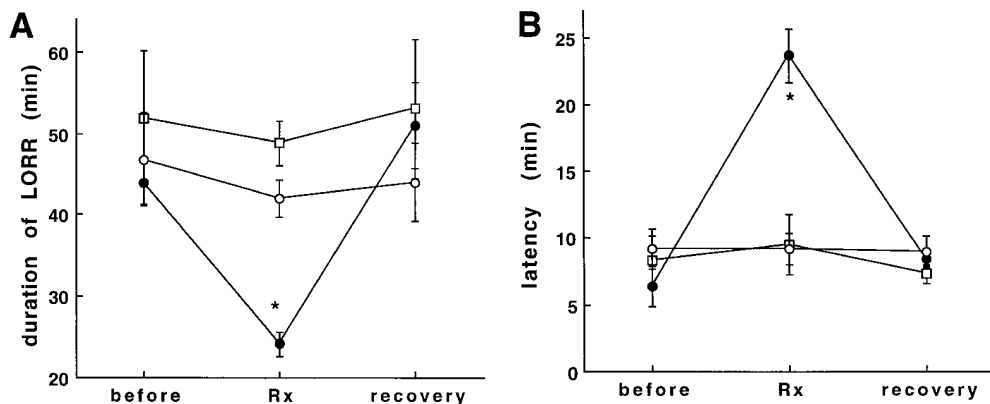 A
duration of LORR (min)
60
50
40
30
20
*
before Rx recovery
B
latency (min)
25
20
15
10
5
0
*
before Rx recovery